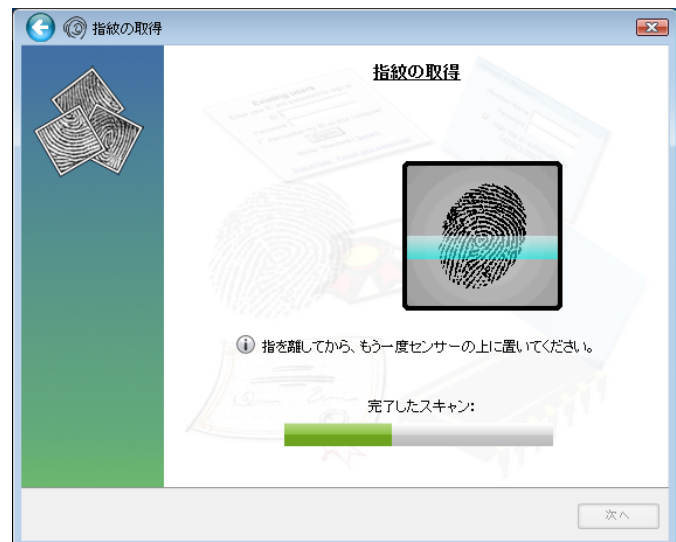 指紋の取得
指紋の取得
指を離してから、もう一度センサーの上に置いてください。
完了したスキャン:
次へ